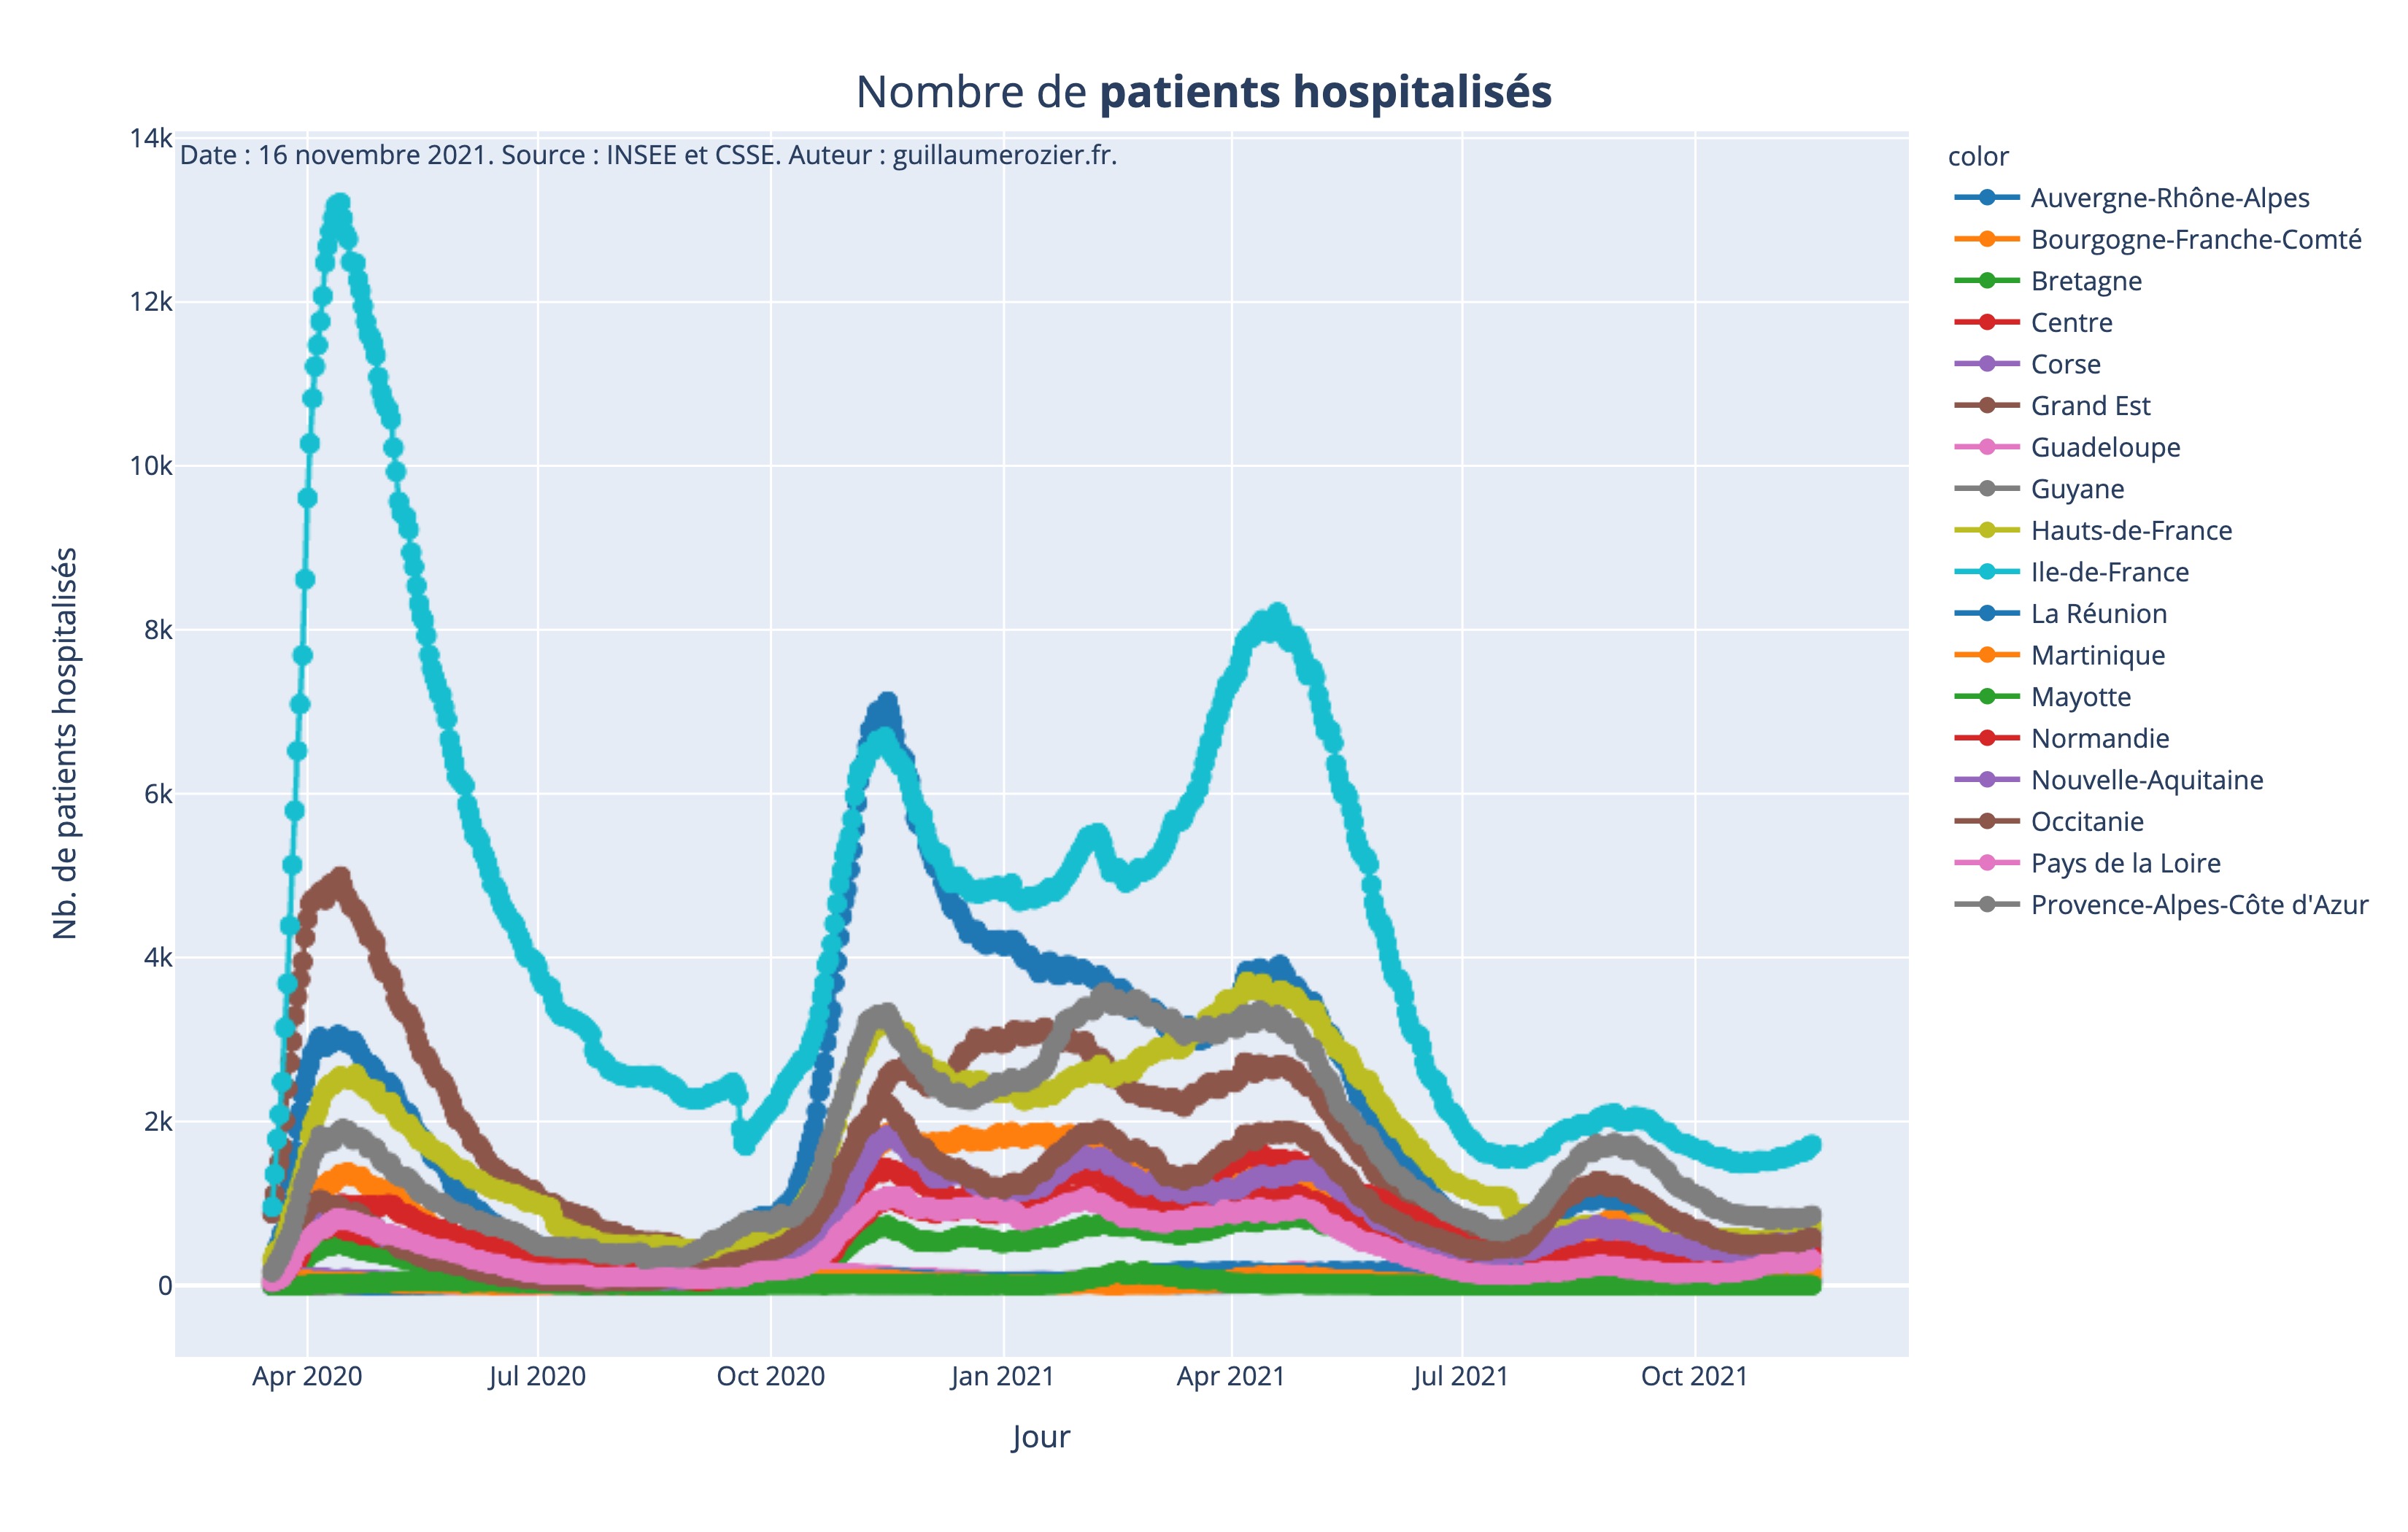 Nombre de patients hospitalisés
Date : 16 novembre 2021. Source : INSEE et CSSE. Auteur : guillaumerozier.fr.
14k
12k
10k
8k
6k
4k
2k
0
Nb. de patients hospitalisés
Apr 2020
Jul 2020
Oct 2020
Jan 2021
Apr 2021
Jul 2021
Oct 2021
Jour
color
Auvergne-Rhône-Alpes
Bourgogne-Franche-Comté
Bretagne
Centre
Corse
Grand Est
Guadeloupe
Guyane
Hauts-de-France
Ile-de-France
La Réunion
Martinique
Mayotte
Normandie
Nouvelle-Aquitaine
Occitanie
Pays de la Loire
Provence-Alpes-Côte d'Azur